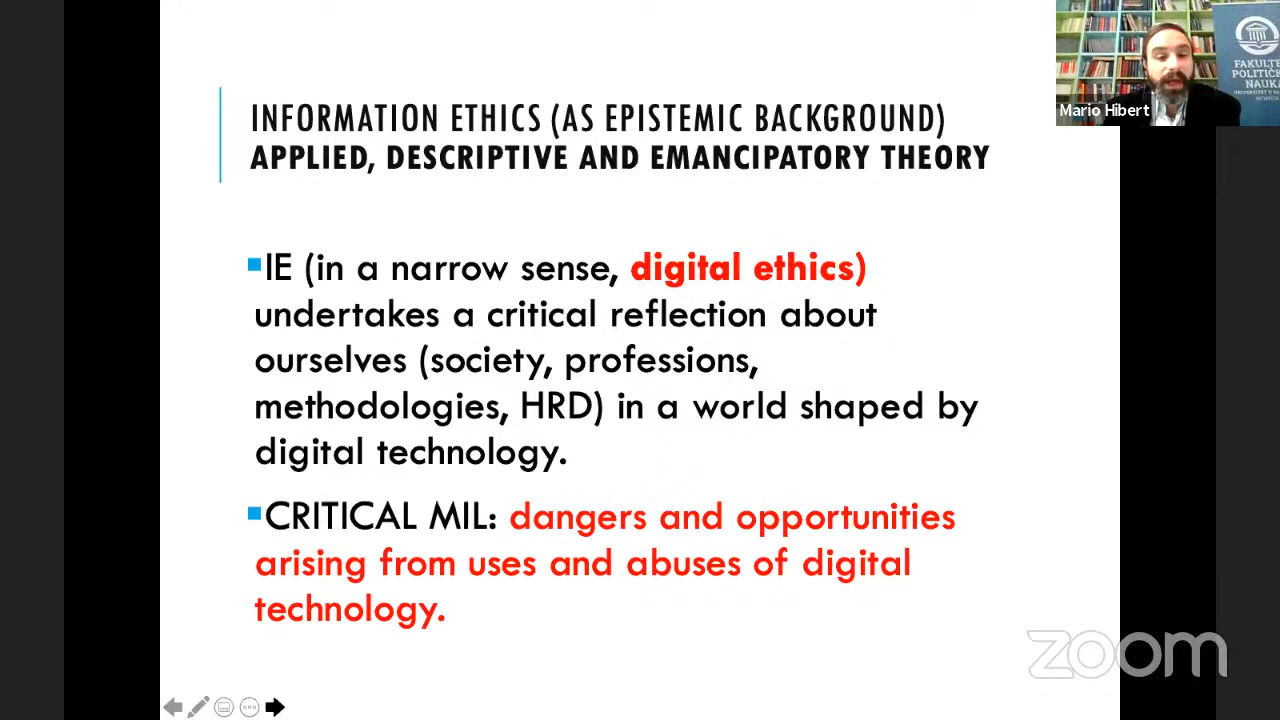 INFORMATION ETHICS (AS EPISTEMIC BACKGROUND)
APPLIED, DESCRIPTIVE AND EMANCIPATORY THEORY
IE (in a narrow sense, digital ethics)
undertakes a critical reflection about
ourselves (society, professions,
methodologies, HRD) in a world shaped by
digital technology.
CRITICAL MIL: dangers and opportunities
arising from uses and abuses of digital
technology.
FAKULTE
POLITIČK
NAUKA
Mario Hibert
zoom